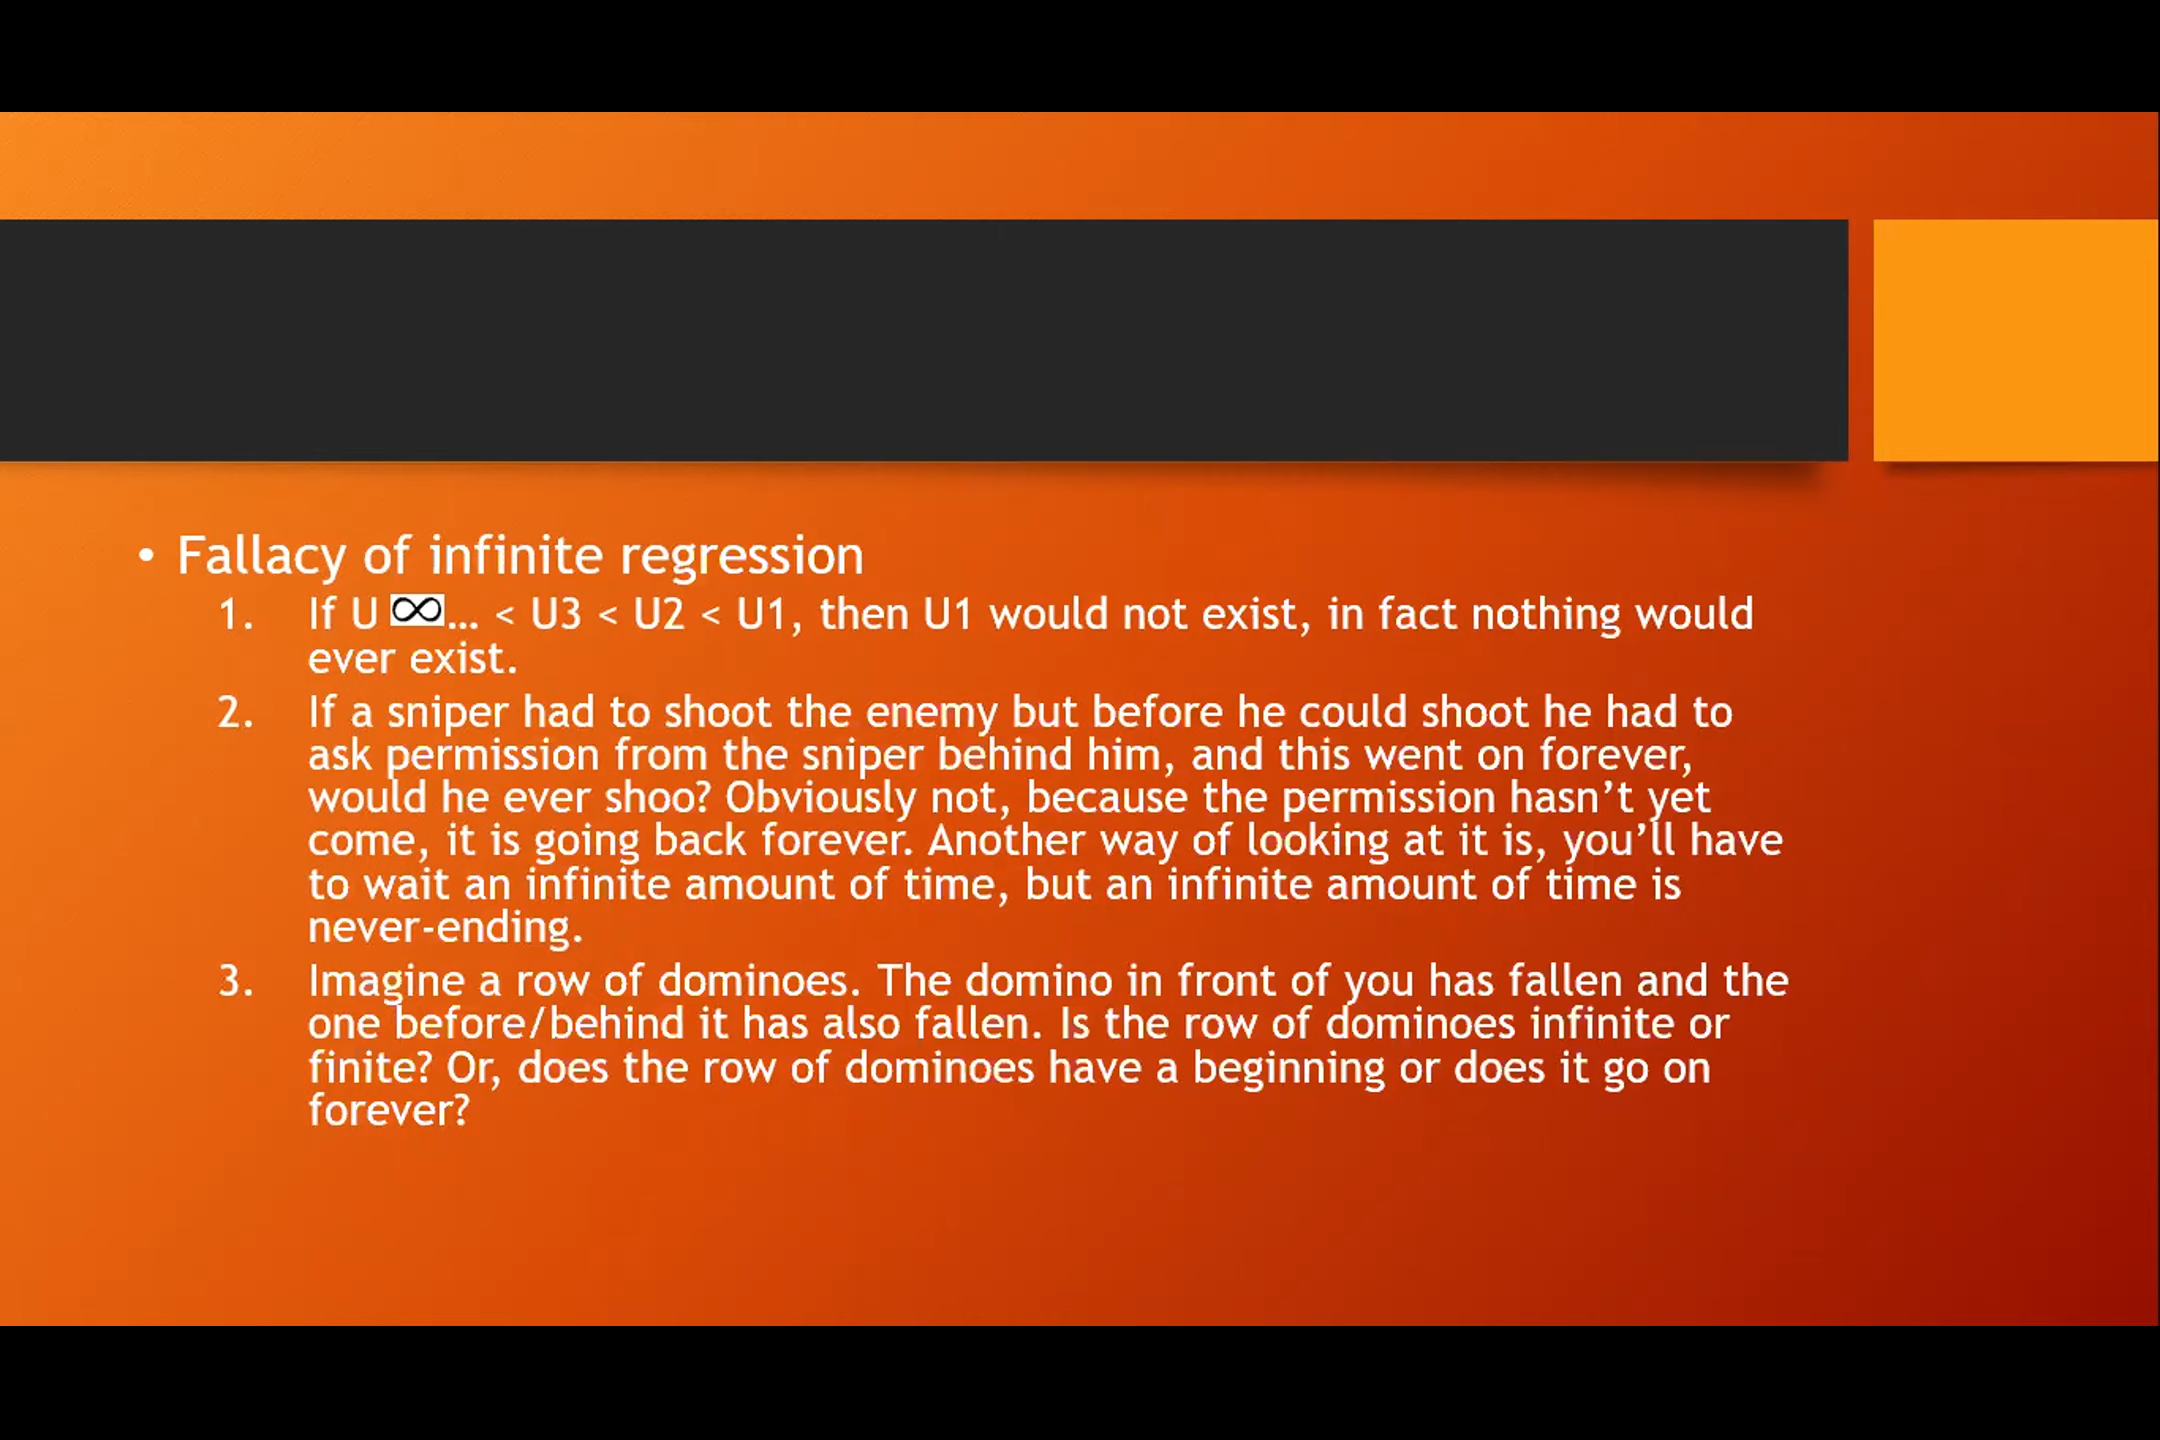 • Fallacy of infinite regression
1. If U ∞… < U3 < U2 < U1, then U1 would not exist, in fact nothing would
ever exist.
2. If a sniper had to shoot the enemy but before he could shoot he had to
ask permission from the sniper behind him, and this went on forever,
would he ever shoo? Obviously not, because the permission hasn’t yet
come, it is going back forever. Another way of looking at it is, you’ll have
to wait an infinite amount of time, but an infinite amount of time is
never-ending.
3. Imagine a row of dominoes. The domino in front of you has fallen and the
one before/behind it has also fallen. Is the row of dominoes infinite or
finite? Or, does the row of dominoes have a beginning or does it go on
forever?